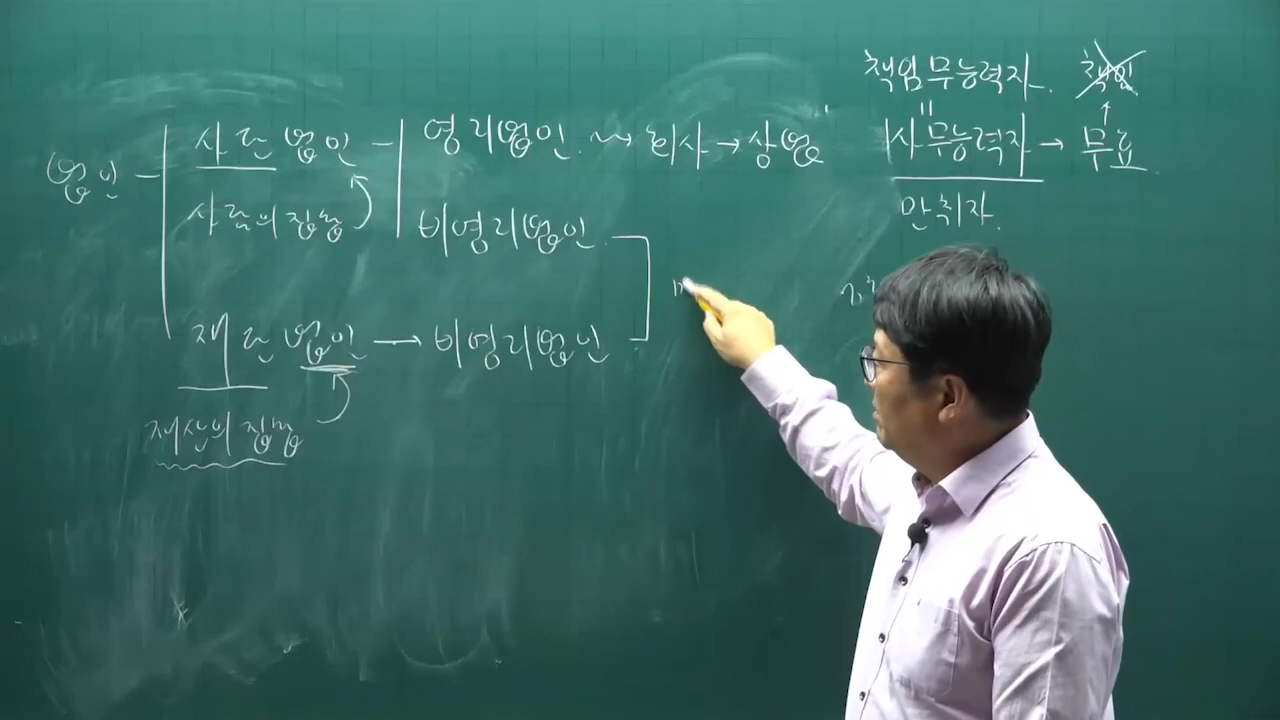 법인 - 사단법인 - 영리법인 → 회사 → 상법
사람의 집합
비영리법인
재단법인 → 비영리법인
재산의 집합
책임무능력자. 책임
의사무능력자 → 무효
만취자.